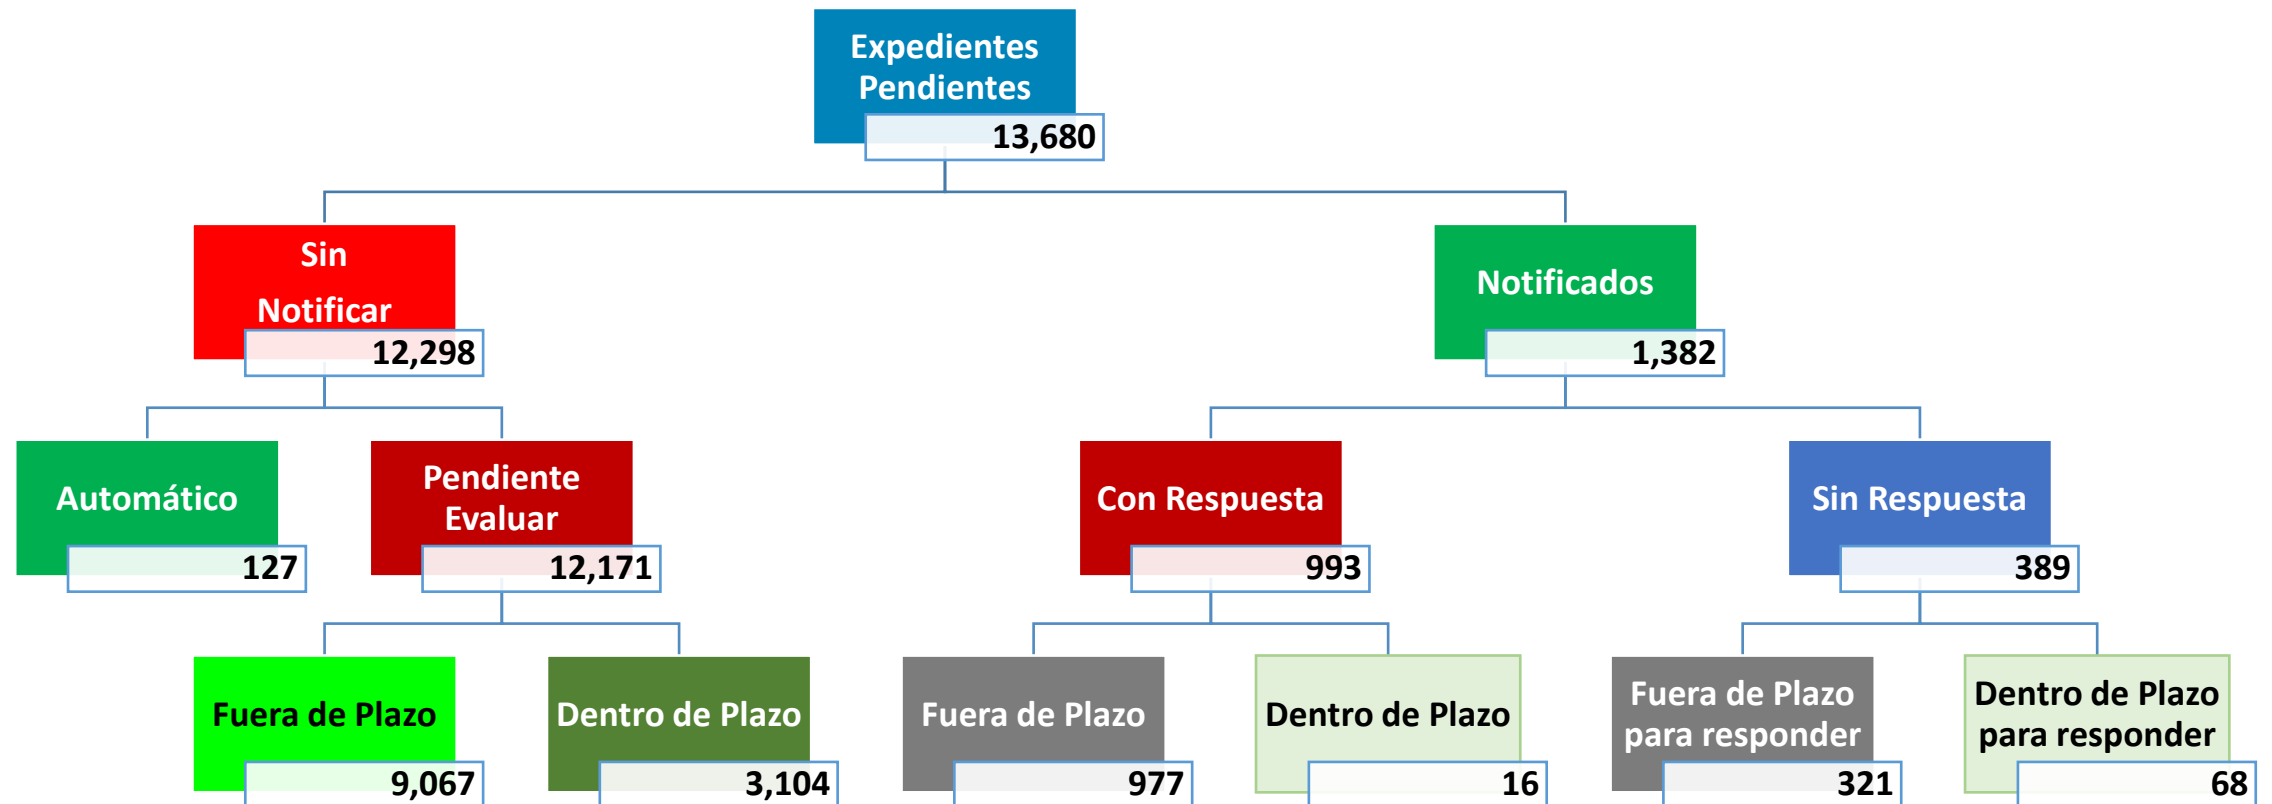 Expedientes
Pendientes
13,680
Sin
Notificar
12,298
Notificados
1,382
Automático
127
Pendiente
Evaluar
12,171
Con Respuesta
993
Sin Respuesta
389
Fuera de Plazo
9,067
Dentro de Plazo
3,104
Fuera de Plazo
977
Dentro de Plazo
16
Fuera de Plazo
para responder
321
Dentro de Plazo
para responder
68